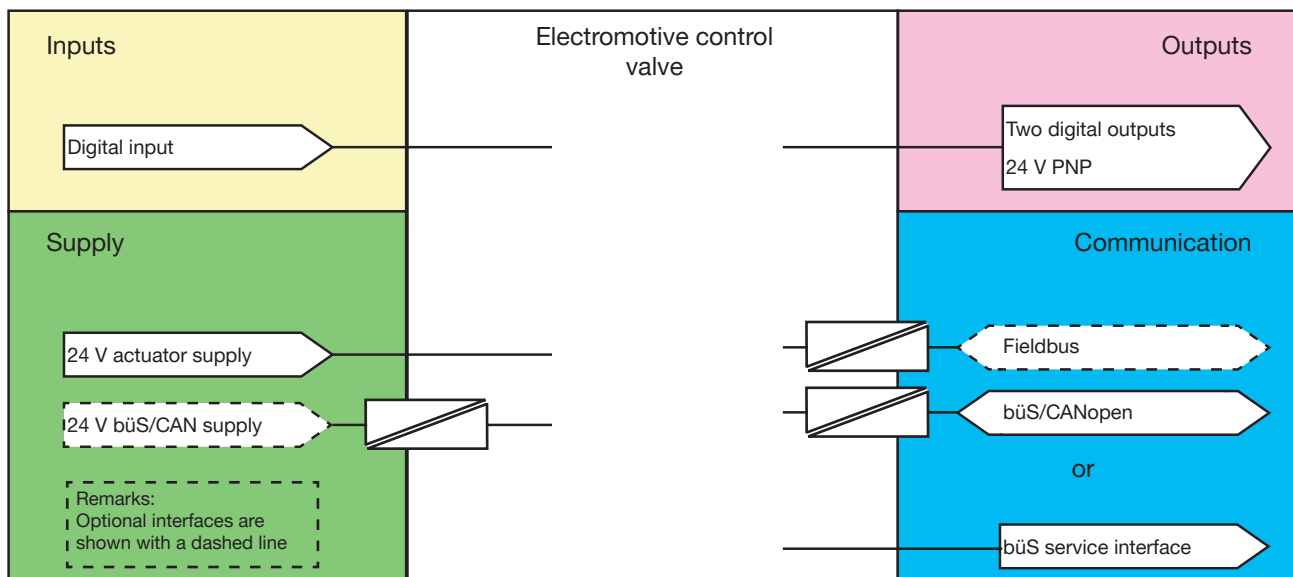 Inputs
Electromotive control
valve
Outputs
Digital input
Two digital outputs
24 V PNP
Supply
Communication
24 V actuator supply
Fieldbus
24 V büS/CAN supply
büS/CANopen
or
Remarks:
Optional interfaces are
shown with a dashed line
büS service interface